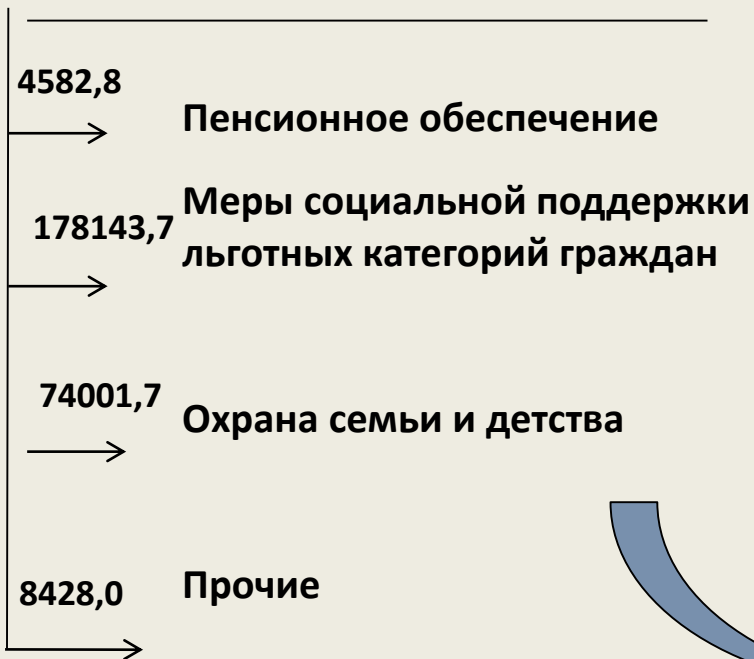 4582,8
Пенсионное обеспечение
178143,7
Меры социальной поддержки
льготных категорий граждан
74001,7
Охрана семьи и детства
8428,0
Прочие